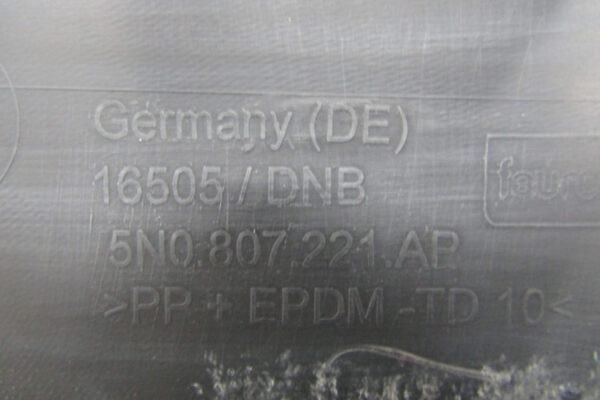 Germany (DE)
16505 / DNB
5N0.807.221.AP
>PP + EPDM -TD 10<